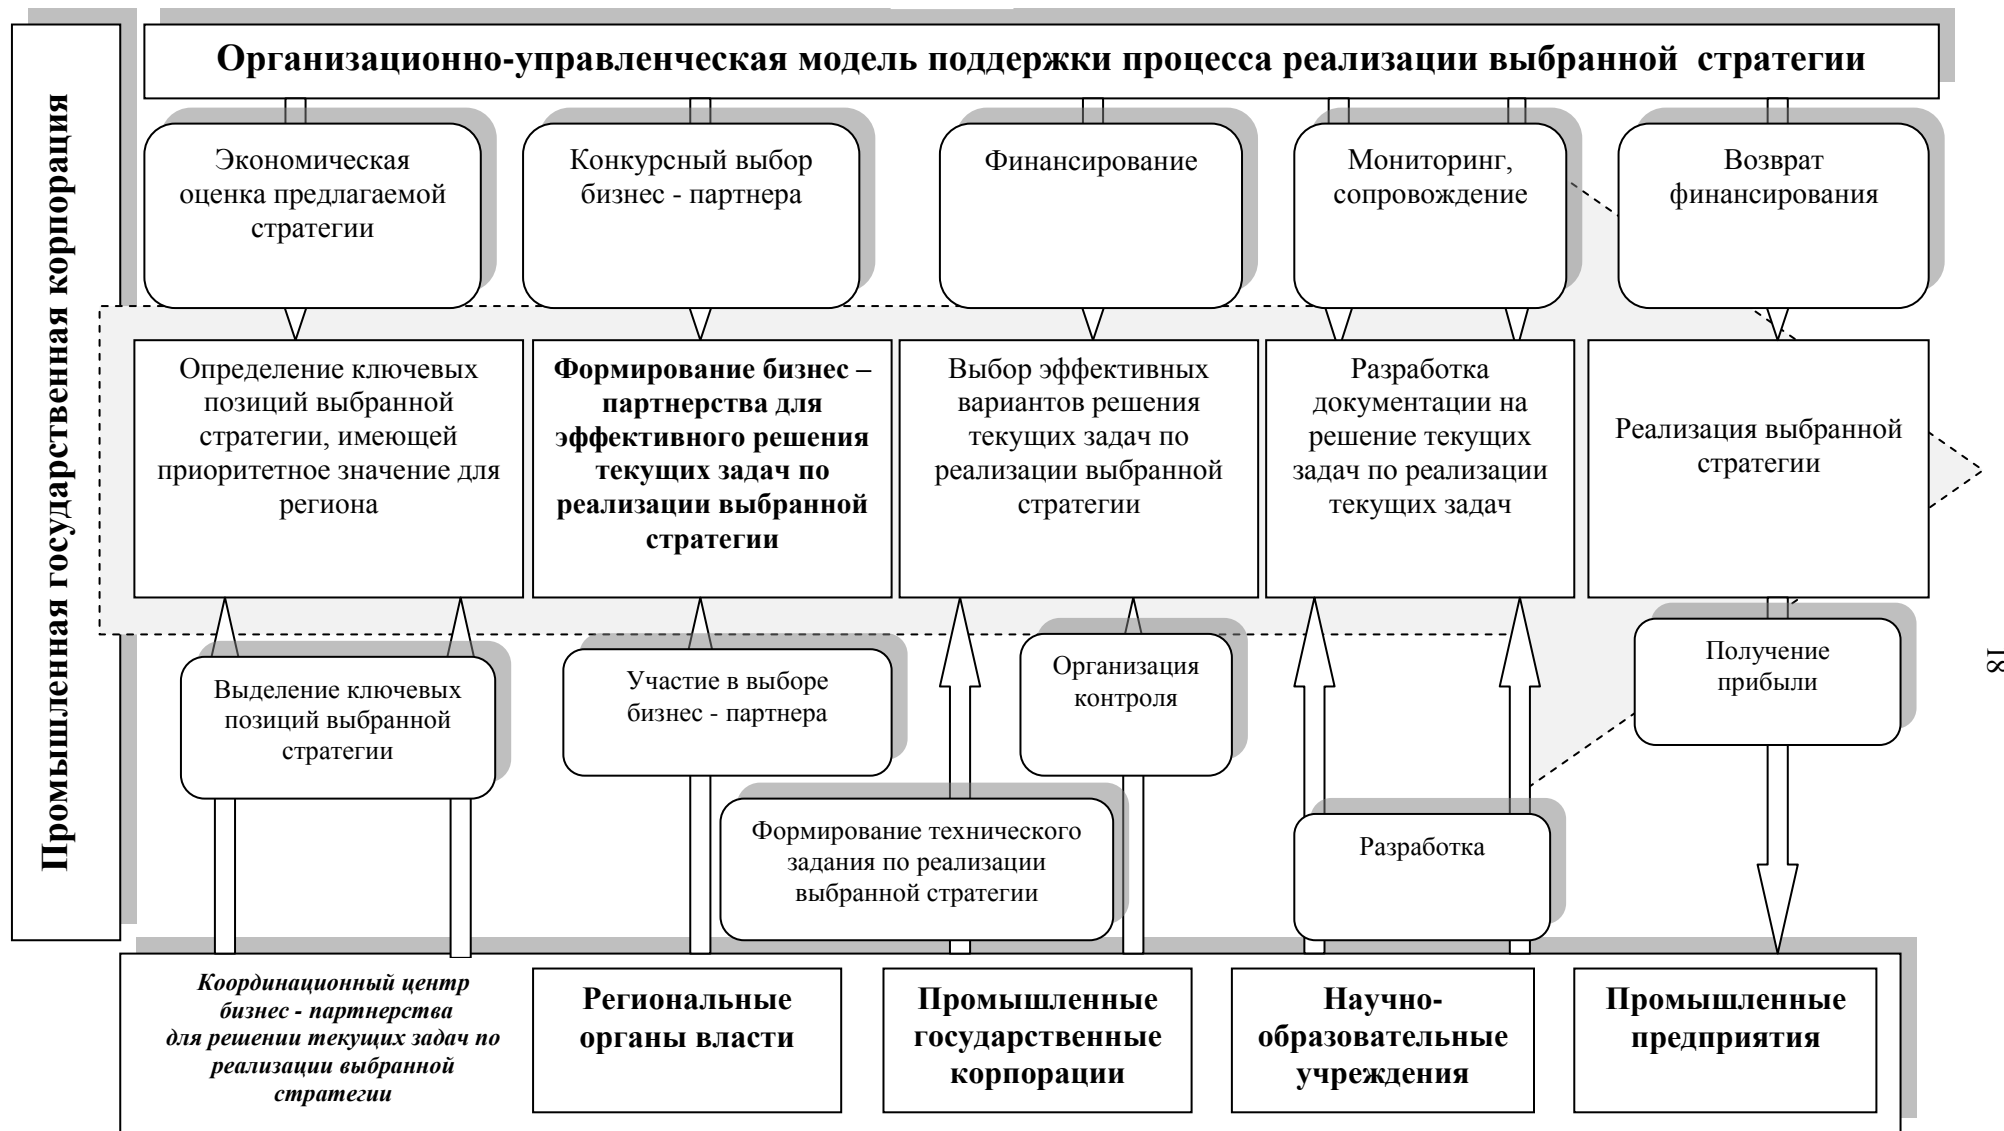 Промышленная государственная корпорация
Организационно-управленческая модель поддержки процесса реализации выбранной стратегии
Экономическая
оценка предлагаемой
стратегии
Конкурсный выбор
бизнес - партнера
Финансирование
Мониторинг,
сопровождение
Возврат
финансирования
Определение ключевых
позиций выбранной
стратегии, имеющей
приоритетное значение для
региона
Формирование бизнес –
партнерства для
эффективного решения
текущих задач по
реализации выбранной
стратегии
Выбор эффективных
вариантов решения
текущих задач по
реализации выбранной
стратегии
Разработка
документации на
решение текущих
задач по реализации
текущих задач
Реализация выбранной
стратегии
Выделение ключевых
позиций выбранной
стратегии
Участие в выборе
бизнес - партнера
Организация
контроля
Получение
прибыли
18
Формирование технического
задания по реализации
выбранной стратегии
Разработка
Координационный центр
бизнес - партнерства
для решении текущих задач по
реализации выбранной
стратегии
Региональные
органы власти
Промышленные
государственные
корпорации
Научно-
образовательные
учреждения
Промышленные
предприятия